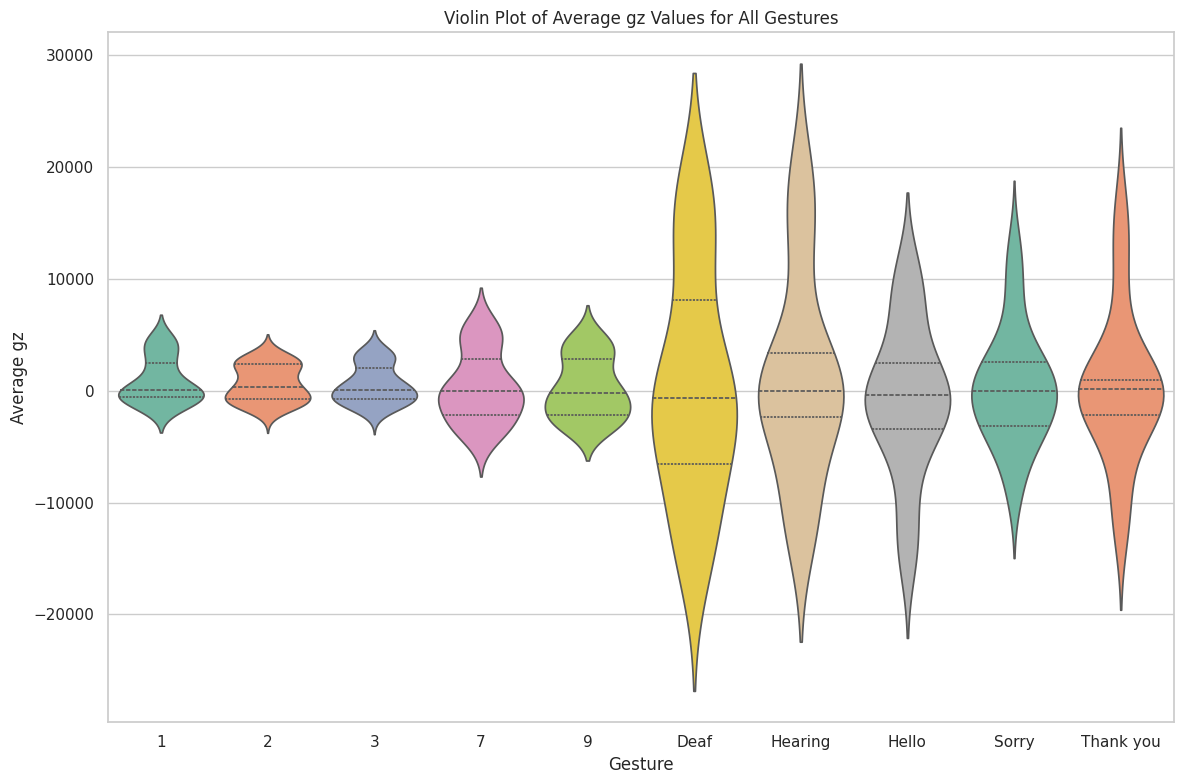 Violin Plot of Average gz Values for All Gestures
30000
20000
10000
0
−10000
−20000
Average gz
1 2 3 7 9 Deaf Hearing Hello Sorry Thank you
Gesture